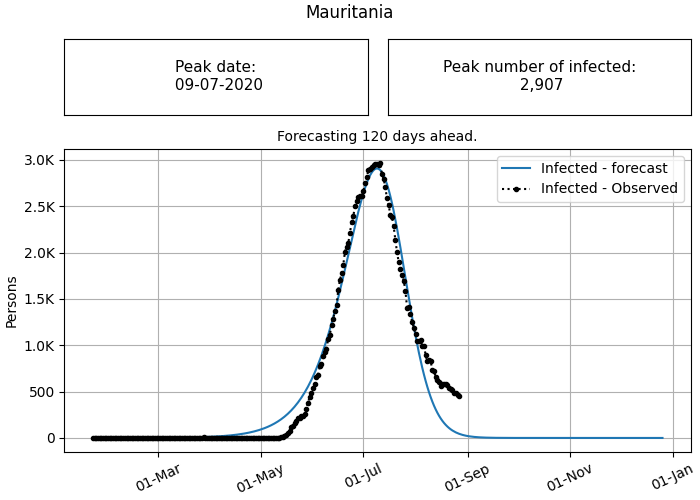 Mauritania
Peak date:
09-07-2020
Peak number of infected:
2,907
Forecasting 120 days ahead.
Infected - forecast
Infected - Observed
3.0K
2.5K
2.0K
1.5K
1.0K
500
0
Persons
01-Mar
01-May
01-Jul
01-Sep
01-Nov
01-Jan